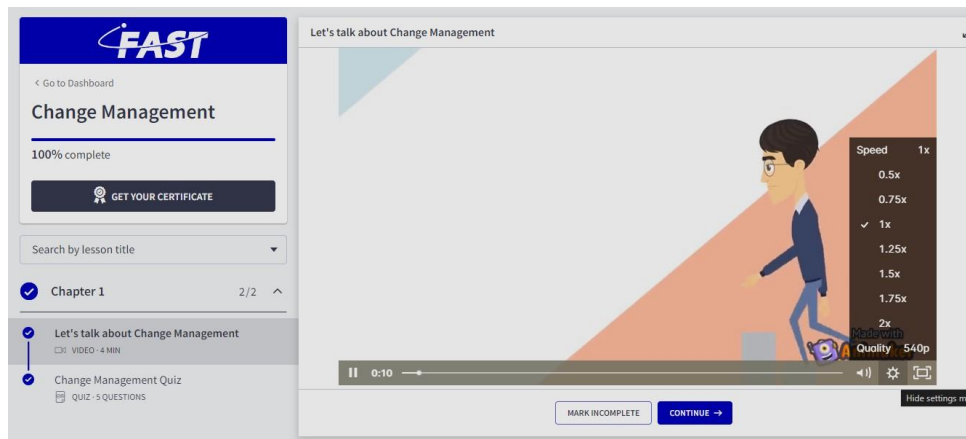 iFAST
< Go to Dashboard
Change Management
100% complete
GET YOUR CERTIFICATE
Search by lesson title
Chapter 1 2/2
Let's talk about Change Management
VIDEO · 4 MIN
Change Management Quiz
QUIZ · 5 QUESTIONS
Let's talk about Change Management
Speed 1x
0.5x
0.75x
✓ 1x
1.25x
1.5x
1.75x
2x
Made with
Quality 540p
0:10
Hide settings m
MARK INCOMPLETE
CONTINUE →